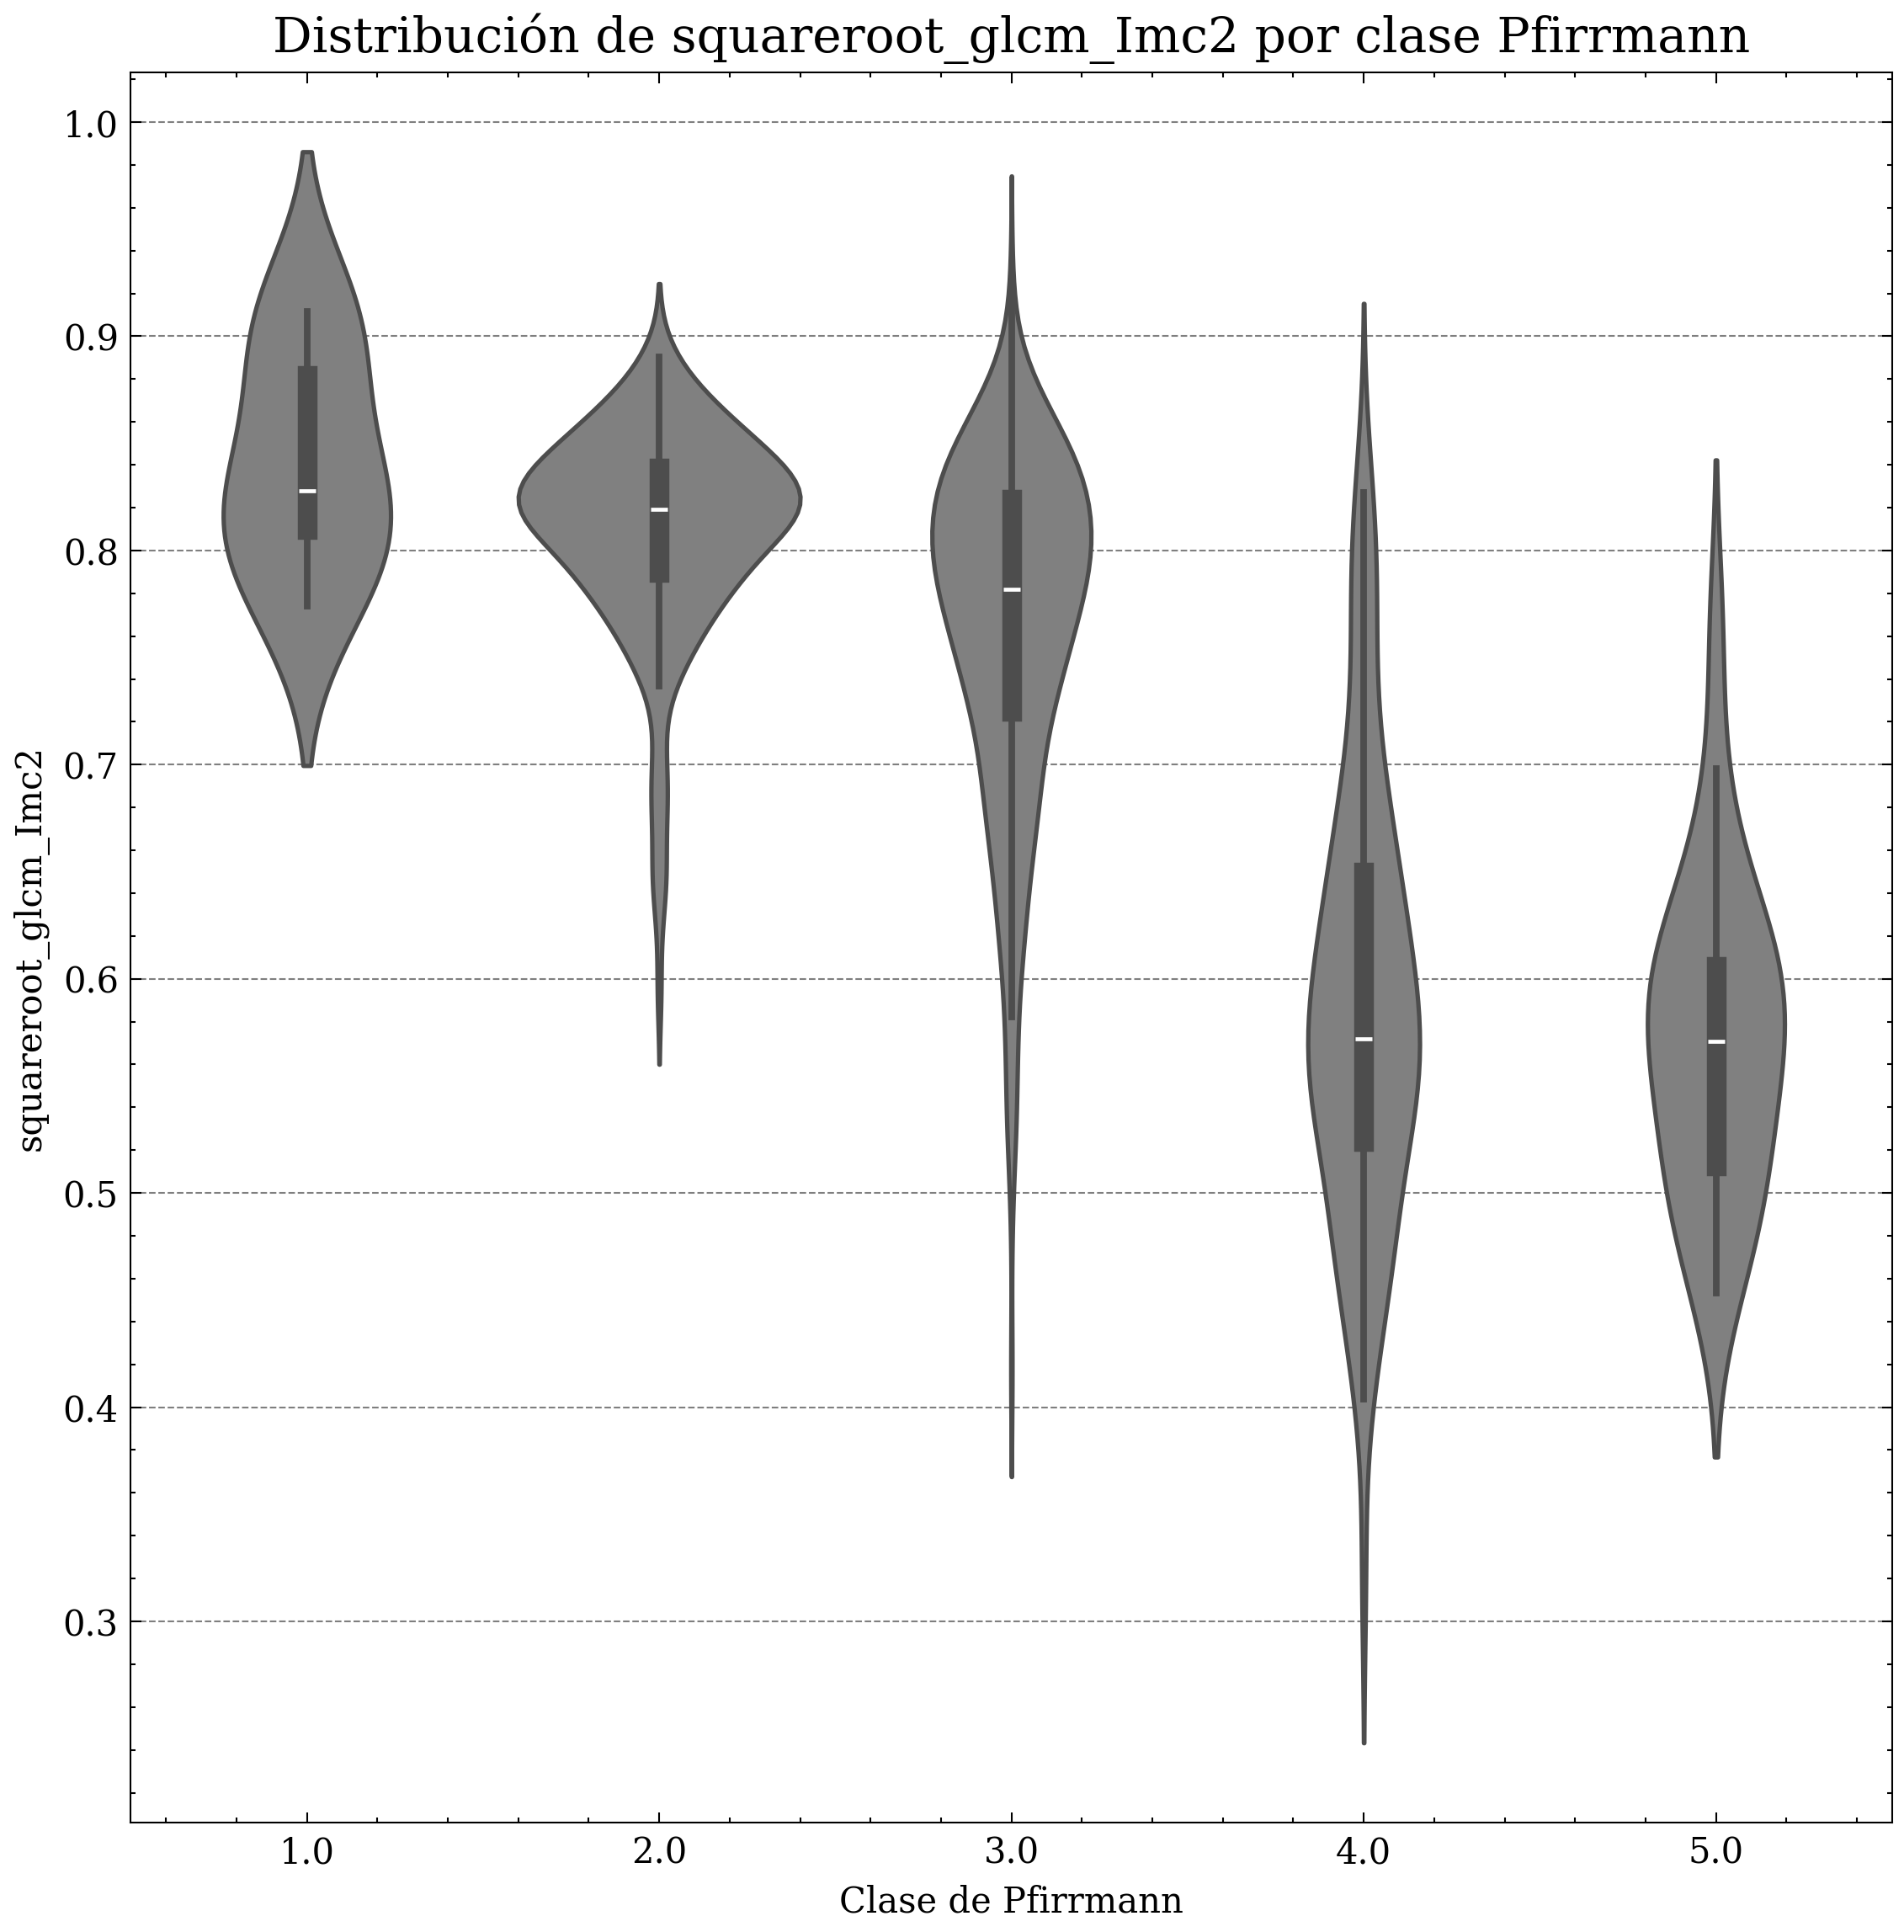 Distribución de squareroot_glcm_Imc2 por clase Pfirrmann
squareroot_glcm_Imc2
1.0
0.9
0.8
0.7
0.6
0.5
0.4
0.3
1.0 2.0 3.0 4.0 5.0
Clase de Pfirrmann